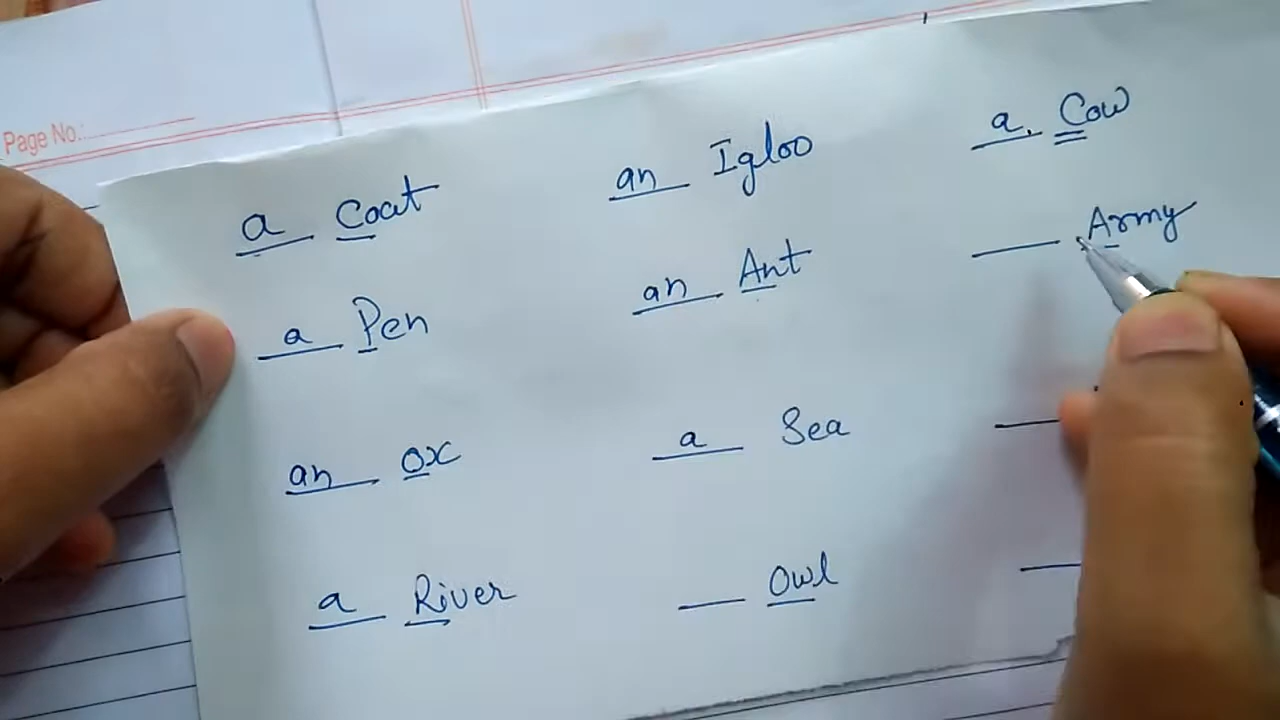 Page No.:
a Coat
a Pen
an Ox
a River
an Igloo
an Ant
a Sea
Owl
a. Cow
Army